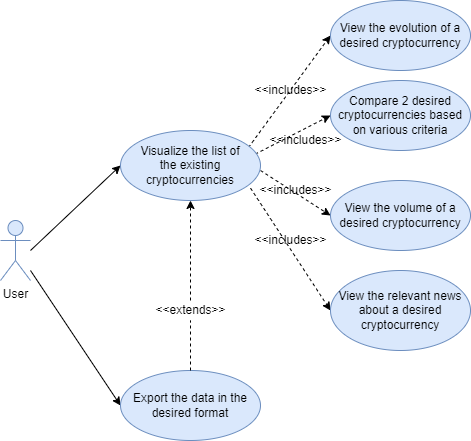 View the evolution of a
desired cryptocurrency
<<includes>>
Compare 2 desired
cryptocurrencies based
on various criteria
<<includes>>
Visualize the list of
the existing
cryptocurrencies
<<includes>>
View the volume of a
desired cryptocurrency
<<includes>>
User
View the relevant news
about a desired
cryptocurrency
<<extends>>
Export the data in the
desired format